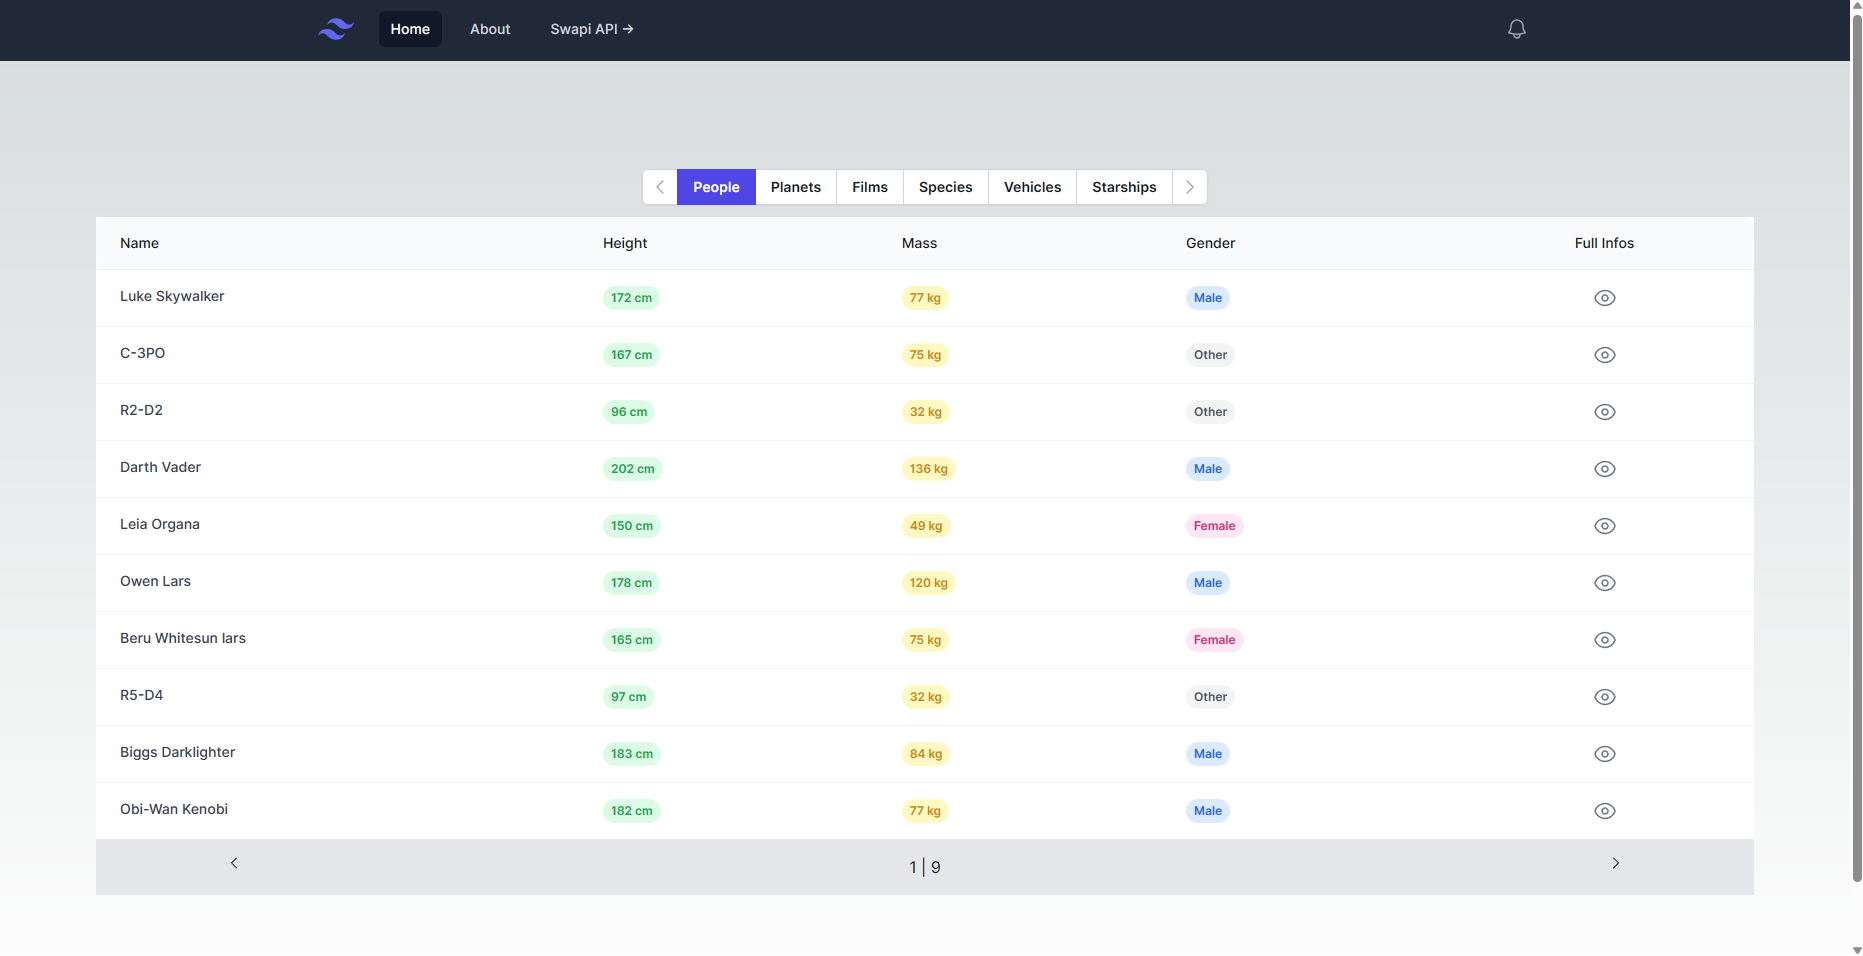 Home About Swapi API →
People Planets Films Species Vehicles Starships
Name Height Mass Gender Full Infos
Luke Skywalker 172 cm 77 kg Male
C-3PO 167 cm 75 kg Other
R2-D2 96 cm 32 kg Other
Darth Vader 202 cm 136 kg Male
Leia Organa 150 cm 49 kg Female
Owen Lars 178 cm 120 kg Male
Beru Whitesun lars 165 cm 75 kg Female
R5-D4 97 cm 32 kg Other
Biggs Darklighter 183 cm 84 kg Male
Obi-Wan Kenobi 182 cm 77 kg Male
1 | 9